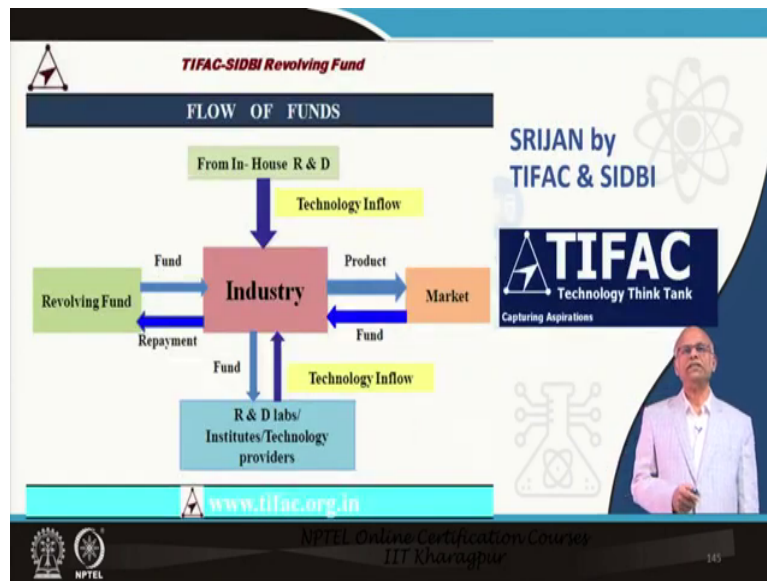 TIFAC-SIDBI Revolving Fund
FLOW OF FUNDS
From In- House R & D
Technology Inflow
Fund
Product
Revolving Fund
Industry
Market
Repayment
Fund
Fund
Technology Inflow
R & D labs/
Institutes/Technology
providers
www.tifac.org.in
SRIJAN by
TIFAC & SIDBI
TIFAC
Technology Think Tank
Capturing Aspirations
NPTEL
NPTEL Online Certification Courses
IIT Kharagpur
145